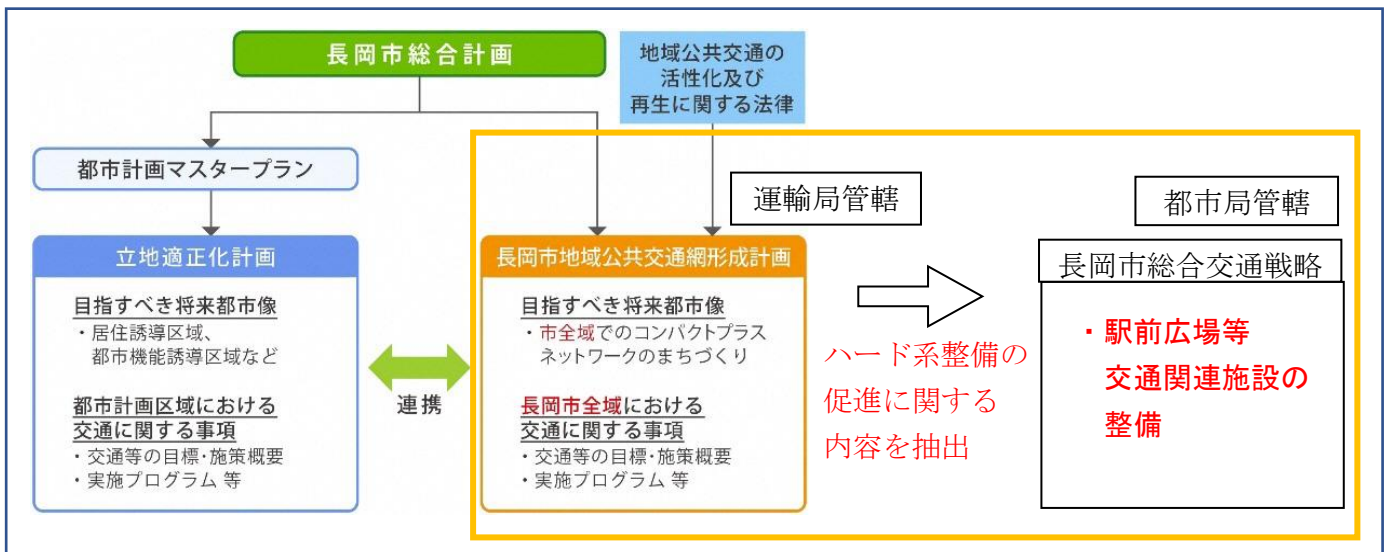 長岡市総合計画
地域公共交通の
活性化及び
再生に関する法律
都市計画マスタープラン
運輸局管轄
都市局管轄
立地適正化計画
目指すべき将来都市像
・居住誘導区域、
都市機能誘導区域など
都市計画区域における
交通に関する事項
・交通等の目標・施策概要
・実施プログラム 等
連携
長岡市地域公共交通網形成計画
目指すべき将来都市像
・市全域でのコンパクトプラス
ネットワークのまちづくり
長岡市全域における
交通に関する事項
・交通等の目標・施策概要
・実施プログラム 等
ハード系整備の
促進に関する
内容を抽出
長岡市総合交通戦略
・駅前広場等
交通関連施設の
整備